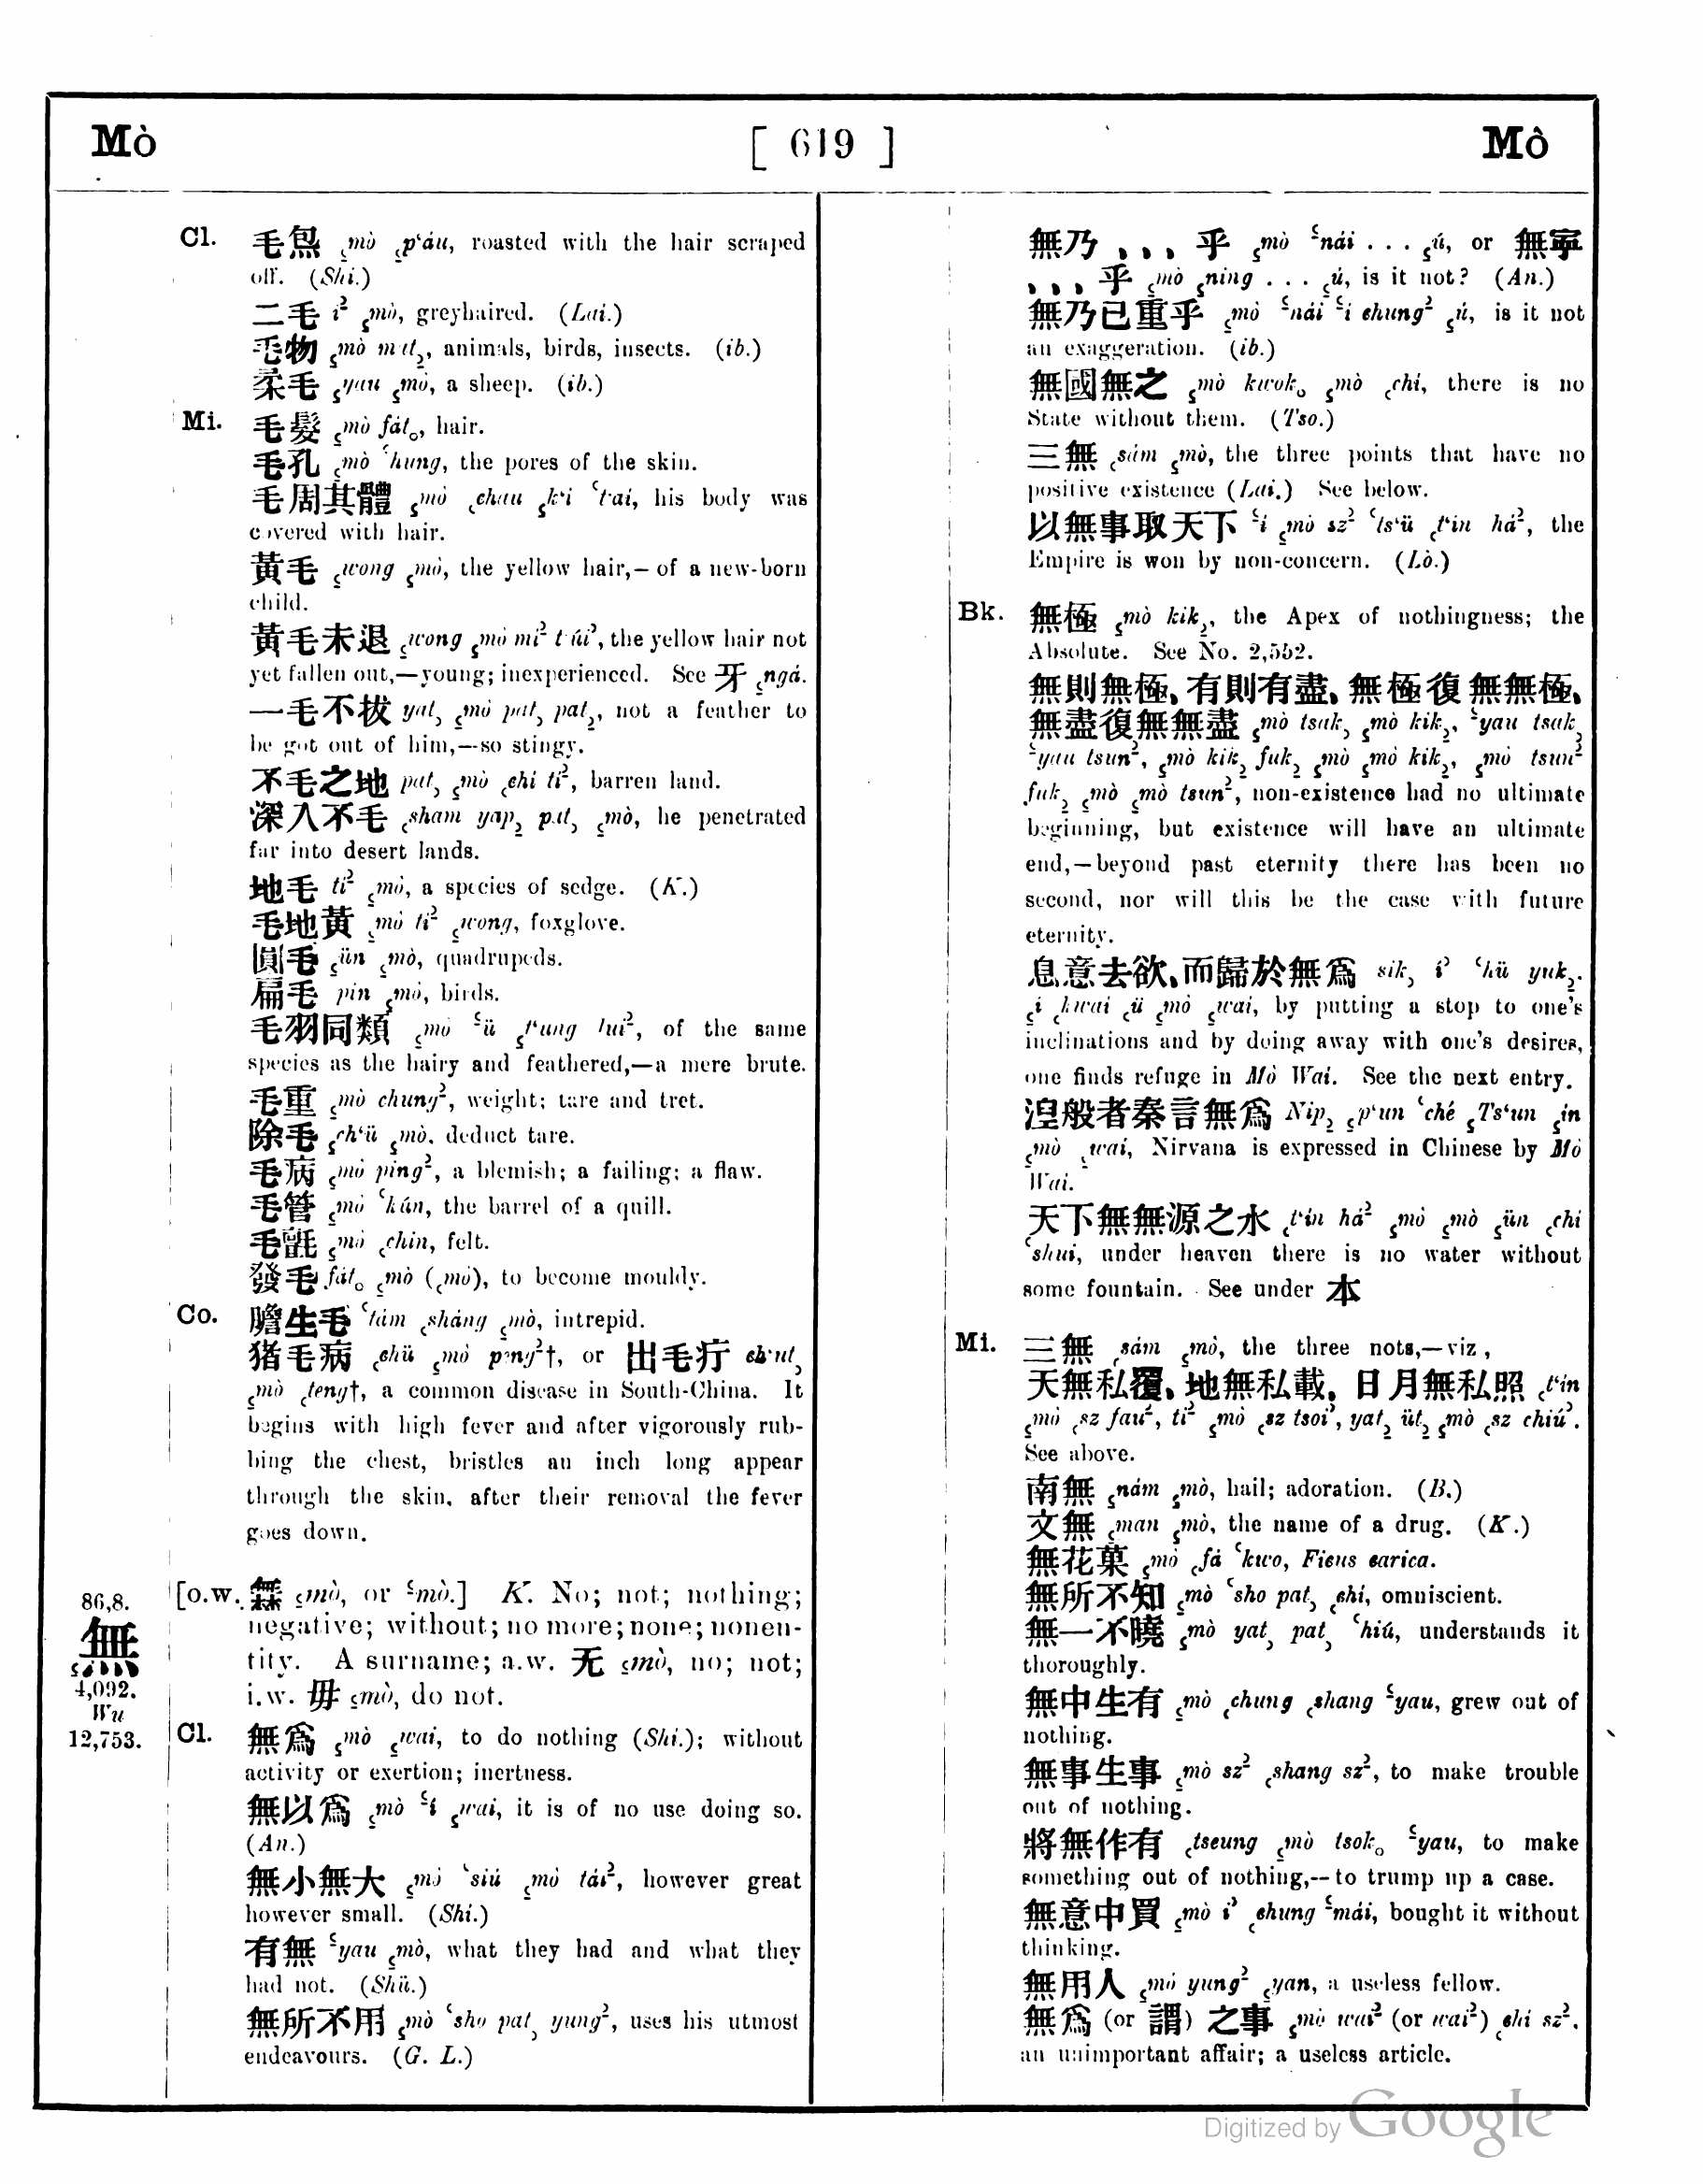 Mò [ 619 ] Mô
Cl. 毛炰 ꜁mò ꜁pʻáu, roasted with the hair scraped
off. (Shi.)
二毛 í² ꜁mò, greyhaired. (Lai.)
毛物 ꜁mò mat꜇, animals, birds, insects. (ib.)
柔毛 ꜁yau ꜁mò, a sheep. (ib.)
Mi. 毛髮 ꜁mò fát꜀, hair.
毛孔 ꜁mò ꜂hung, the pores of the skin.
毛周其體 ꜁mò ꜀chau ꜁kʻi ꜂tʻai, his body was
covered with hair.
黃毛 ꜁wong ꜁mò, the yellow hair,—of a new-born
child.
黃毛未退 ꜁wong ꜁mò mi² tʻúi꜄, the yellow hair not
yet fallen out,—young; inexperienced. See 牙 ꜁ngá.
一毛不拔 yat꜆ ꜁mò pat꜆ pat꜇, not a feather to
be got out of him,—so stingy.
不毛之地 pat꜆ ꜁mò ꜀chi ti², barren land.
深入不毛 ꜀sham yap꜇ pat꜆ ꜁mò, he penetrated
far into desert lands.
地毛 ti² ꜁mò, a species of sedge. (K.)
毛地黃 ꜁mò ti² ꜁wong, foxglove.
圓毛 ꜁ün ꜁mò, quadrupeds.
扁毛 pín ꜁mò, birds.
毛羽同類 ꜁mò ꜃ü ꜁tʻung lui², of the same
species as the hairy and feathered,—a mere brute.
毛重 ꜁mò chung², weight; tare and tret.
除毛 ꜁chʻü ꜁mò, deduct tare.
毛病 ꜁mò ping², a blemish; a failing; a flaw.
毛管 ꜁mò ꜂kún, the barrel of a quill.
毛氈 ꜁mò ꜀chin, felt.
發毛 fát꜀ ꜁mò (꜀mò), to become mouldy.
Co. 膽生毛 ꜂tám ꜀sháng ꜁mò, intrepid.
猪毛病 ꜀chü ꜁mò ping²†, or 出毛疔 chʻut꜆
꜁mò ꜀teng†, a common disease in South-China. It
begins with high fever and after vigorously rub-
bing the chest, bristles an inch long appear
through the skin, after their removal the fever
goes down.
86,8.
無
꜁
4,092.
Wu
12,753.
[o.w. 橆 ꜁mò, or ꜃mò.] K. No; not; nothing;
negative; without; no more; none; nonen-
tity. A surname; a.w. 无 ꜁mò, no; not;
i.w. 毋 ꜁mò, do not.
Cl. 無爲 ꜁mò ꜁wai, to do nothing (Shi.); without
activity or exertion; inertness.
無以爲 ꜁mò ꜃í ꜁wai, it is of no use doing so.
(An.)
無小無大 ꜁mò ꜂siú ꜁mò tái², however great
however small. (Shi.)
有無 ꜃yau ꜁mò, what they had and what they
had not. (Shü.)
無所不用 ꜁mò ꜂sho pat꜆ yung², uses his utmost
endeavours. (G. L.)
無乃 , , , 乎 ꜁mò ꜃nái . . . ꜁ú, or 無寧
, , , 乎 ꜁mò ꜁ning . . . ꜁ú, is it not? (An.)
無乃已重乎 ꜁mò ꜃nái ꜃i chung² ꜁ú, is it not
an exaggeration. (ib.)
無國無之 ꜁mò kwok꜀ ꜁mò ꜀chí, there is no
State without them. (Tso.)
三無 ꜀sám ꜁mò, the three points that have no
positive existence (Lai.) See below.
以無事取天下 ꜃í ꜁mò sz² ꜂tsʻü ꜀tʻin há², the
Empire is won by non-concern. (Lò.)
Bk. 無極 ꜁mò kik꜇, the Apex of nothingness; the
Absolute. See No. 2,552.
無則無極,有則有盡,無極復無無極,
無盡復無無盡 ꜁mò tsak꜆ ꜁mò kik꜇, ꜃yau tsak꜆
꜃yau tsun², ꜁mò kik꜇ fuk꜇ ꜁mò ꜁mò kik꜇, ꜁mò tsun²
fuk꜇ ꜁mò ꜁mò tsun², non-existence had no ultimate
beginning, but existence will have an ultimate
end,—beyond past eternity there has been no
second, nor will this be the case with future
eternity.
息意去欲,而歸於無爲 sik꜆ í꜄ ꜂hü yuk꜇.
꜁i ꜀kwai ꜀ü ꜁mò ꜁wai, by putting a stop to one's
inclinations and by doing away with one's desires,
one finds refuge in Mò Wai. See the next entry.
湼般者秦言無爲 Nip꜇ ꜀pʻun ꜂ché ꜁Tsʻun ꜁in
꜁mò ꜁wai, Nirvana is expressed in Chinese by Mò
Wai.
天下無無源之水 ꜀tʻin há² ꜁mò ꜁mò ꜁ün ꜀chi
꜂shui, under heaven there is no water without
some fountain. See under 本
Mi. 三無 ꜀sám ꜁mò, the three nots,—viz,
天無私覆,地無私載,日月無私照 ꜀tʻin
꜁mò ꜀sz fau², ti² ꜁mò ꜀sz tsoi꜄, yat꜇ üt꜇ ꜁mò ꜀sz chiú꜄.
See above.
南無 ꜁nám ꜁mò, hail; adoration. (B.)
文無 ꜁man ꜁mò, the name of a drug. (K.)
無花菓 ꜁mò ꜀fá ꜂kwo, Ficus carica.
無所不知 ꜁mò ꜂sho pat꜆ ꜀chi, omniscient.
無一不曉 ꜁mò yat꜆ pat꜆ ꜂hiú, understands it
thoroughly.
無中生有 ꜁mò ꜀chung ꜀shang ꜃yau, grew out of
nothing.
無事生事 ꜁mò sz² ꜀shang sz², to make trouble
out of nothing.
將無作有 ꜀tseung ꜁mò tsok꜀ ꜃yau, to make
something out of nothing,--to trump up a case.
無意中買 ꜁mò i꜄ ꜀chung ꜃mái, bought it without
thinking.
無用人 ꜁mò yung² ꜁yan, a useless fellow.
無爲 (or 謂) 之事 ꜁mò wai² (or wai²) ꜀chi sz²,
an unimportant affair; a useless article.
Digitized by Google